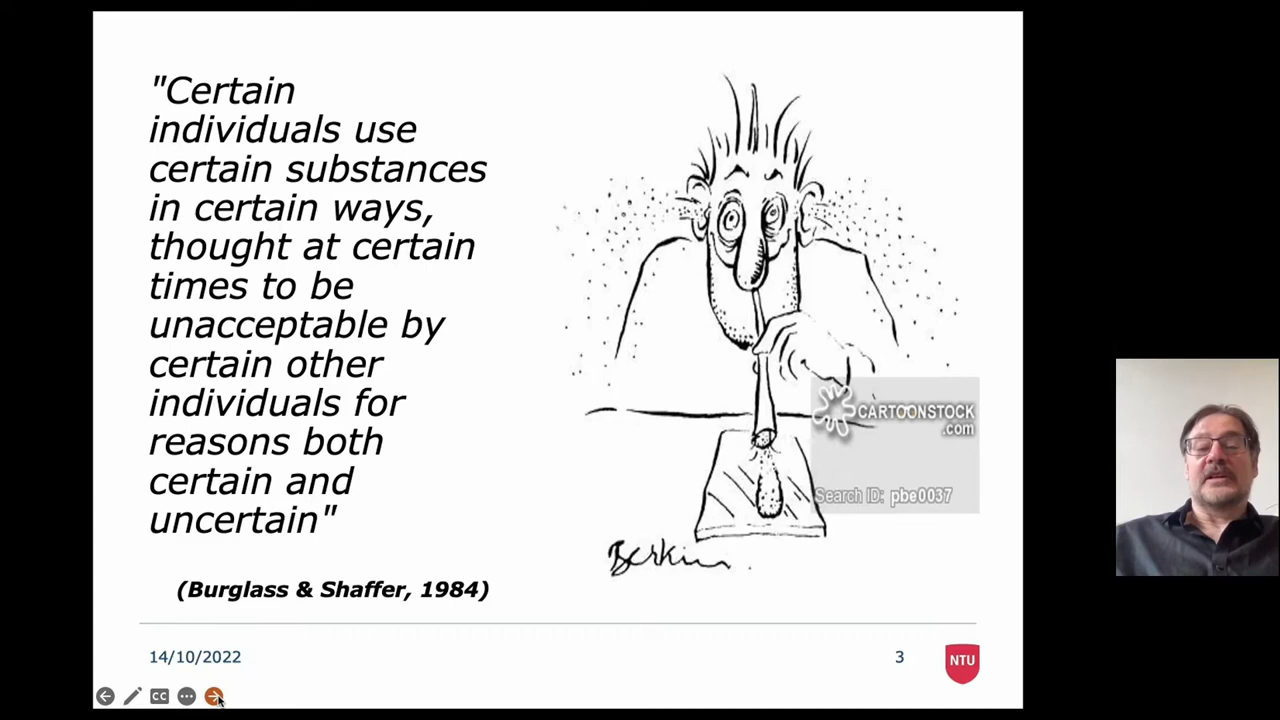 "Certain
individuals use
certain substances
in certain ways,
thought at certain
times to be
unacceptable by
certain other
individuals for
reasons both
certain and
uncertain"
(Burglass & Shaffer, 1984)
CARTOONSTOCK
.com
Search ID: pbe0037
14/10/2022
3
NTU
CC